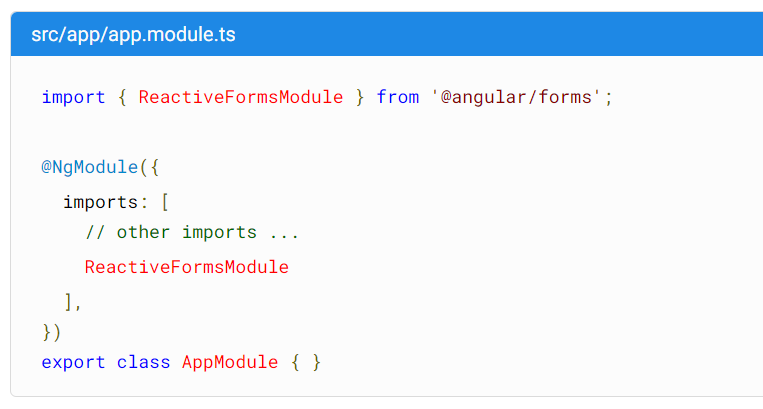 src/app/app.module.ts
import { ReactiveFormsModule } from '@angular/forms';
@NgModule({
  imports: [
    // other imports ...
    ReactiveFormsModule
  ],
})
export class AppModule { }